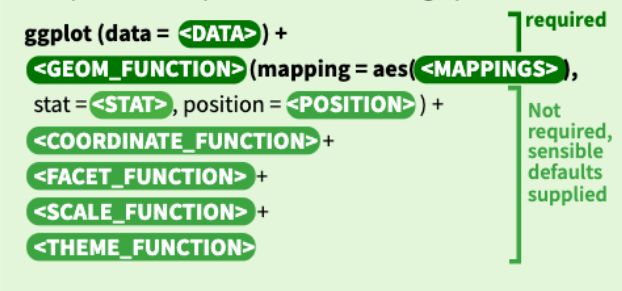 ggplot (data = <DATA>) +
<GEOM_FUNCTION> (mapping = aes( <MAPPINGS> ),
stat = <STAT> , position = <POSITION> ) +
<COORDINATE_FUNCTION> +
<FACET_FUNCTION> +
<SCALE_FUNCTION> +
<THEME_FUNCTION>
required
Not
required,
sensible
defaults
supplied